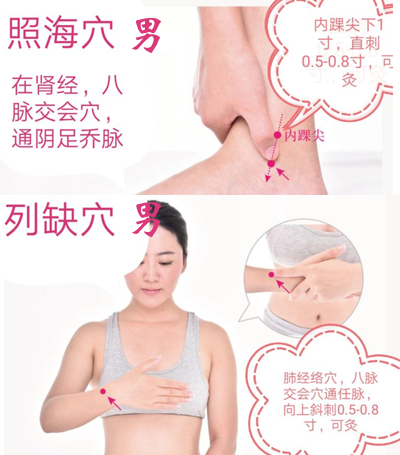 照海穴 男
在肾经，八
脉交会穴，
通阴足乔脉
内踝尖下1
寸，直刺
0.5-0.8寸，可
灸
内踝尖
列缺穴 男
肺经络穴，八脉
交会穴通任脉，
向上斜刺0.5-0.8
寸，可灸